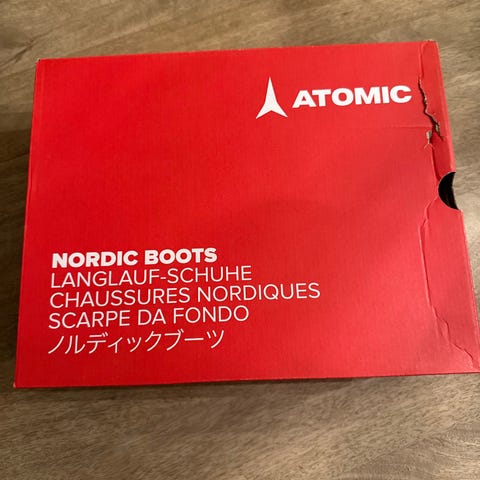 ATOMIC
NORDIC BOOTS
LANGLAUF-SCHUHE
CHAUSSURES NORDIQUES
SCARPE DA FONDO
ノルディックブーツ